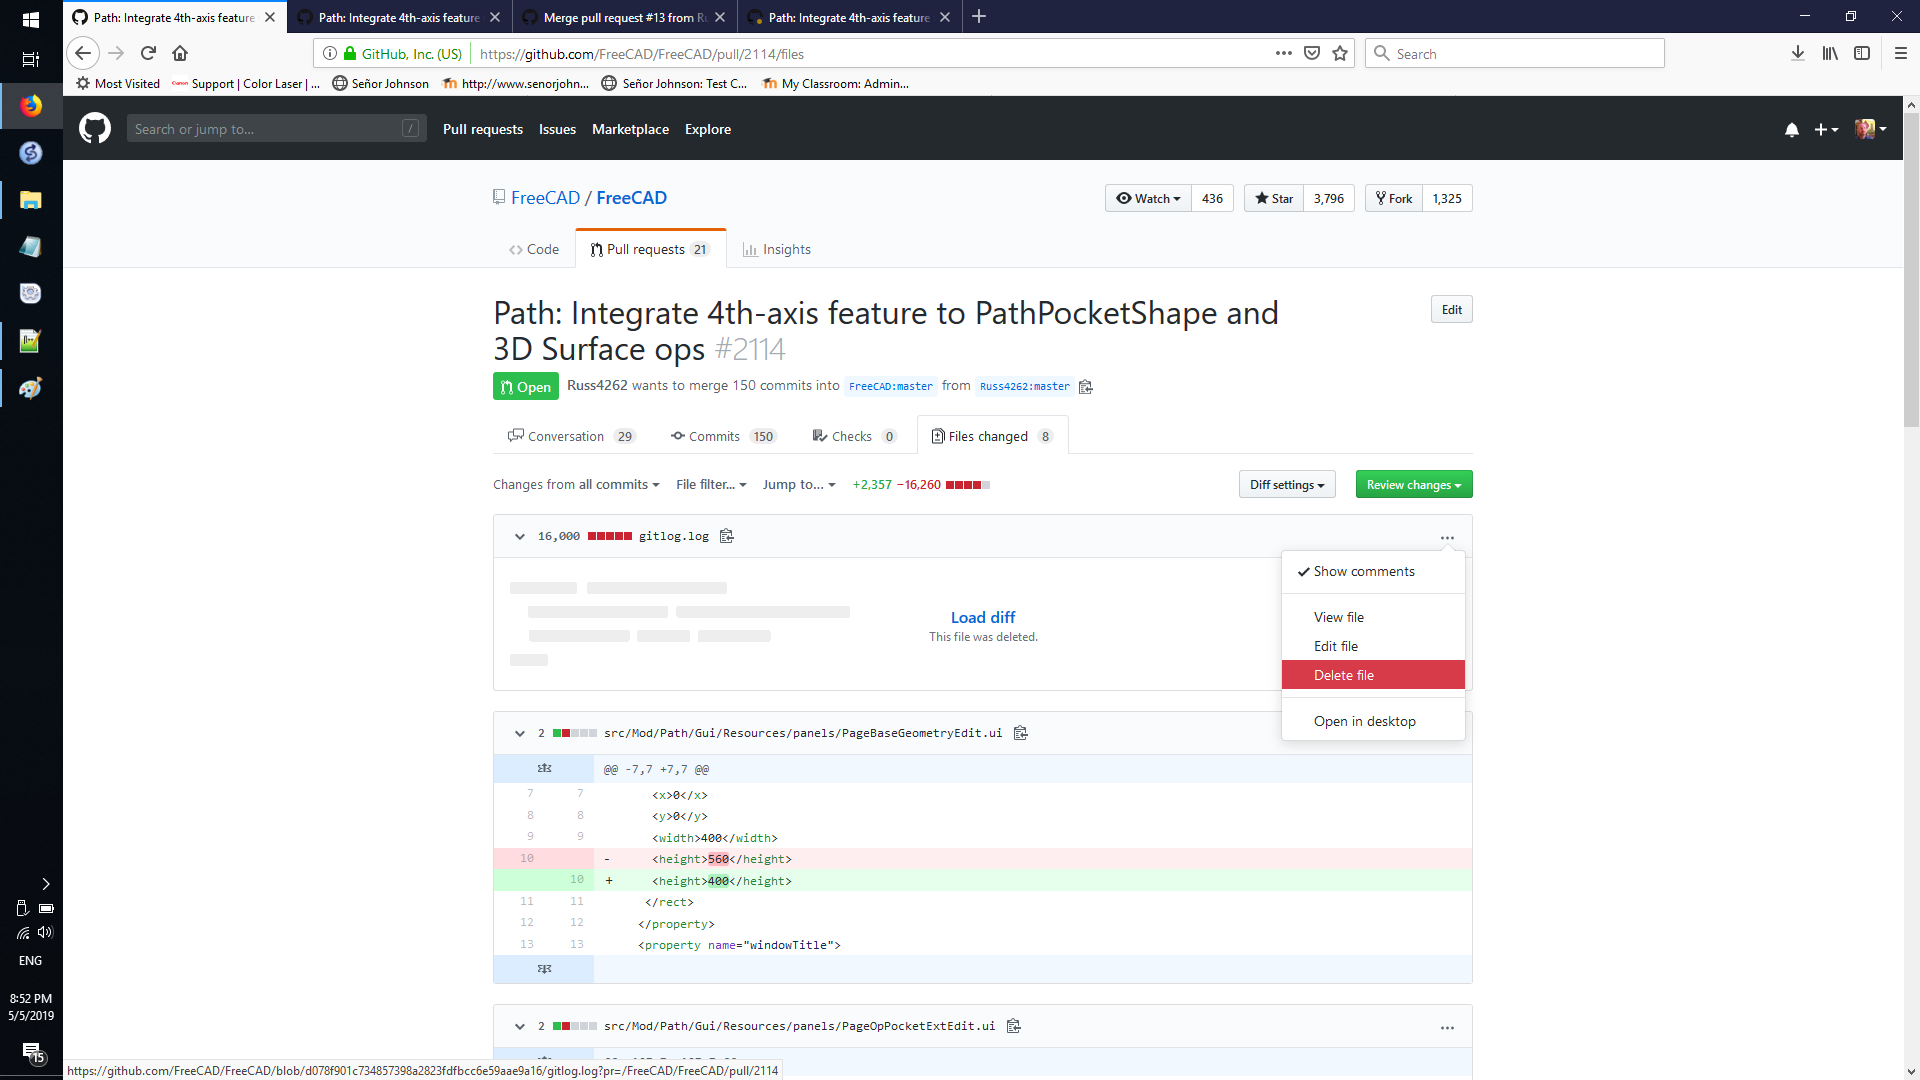 Path: Integrate 4th-axis feature
Path: Integrate 4th-axis feature
Merge pull request #13 from Ru
Path: Integrate 4th-axis feature
GitHub, Inc. (US)
https://github.com/FreeCAD/FreeCAD/pull/2114/files
Search
Most Visited
Canon
Support | Color Laser | ...
Señor Johnson
http://www.senorjohn...
Señor Johnson: Test C...
My Classroom: Admin...
Search or jump to...
/
Pull requests
Issues
Marketplace
Explore
FreeCAD / FreeCAD
Watch
436
Star
3,796
Fork
1,325
Code
Pull requests 21
Insights
Path: Integrate 4th-axis feature to PathPocketShape and
3D Surface ops #2114
Edit
Open
Russ4262 wants to merge 150 commits into FreeCAD:master from Russ4262:master
Conversation 29
Commits 150
Checks 0
Files changed 8
Changes from all commits
File filter...
Jump to...
+2,357 −16,260
Diff settings
Review changes
16,000 gitlog.log
...
Show comments
View file
Edit file
Delete file
Open in desktop
Load diff
This file was deleted.
2 src/Mod/Path/Gui/Resources/panels/PageBaseGeometryEdit.ui
@@ -7,7 +7,7 @@
7 7 <x>0</x>
8 8 <y>0</y>
9 9 <width>400</width>
10 - <height>560</height>
10 + <height>400</height>
11 11 </rect>
12 12 </property>
13 13 <property name="windowTitle">
2 src/Mod/Path/Gui/Resources/panels/PageOpPocketExtEdit.ui
...
https://github.com/FreeCAD/FreeCAD/blob/d078f901c734857398a2823fdfbcc6e59aae9a16/gitlog.log?pr=/FreeCAD/FreeCAD/pull/2114
ENG
8:52 PM
5/5/2019
15